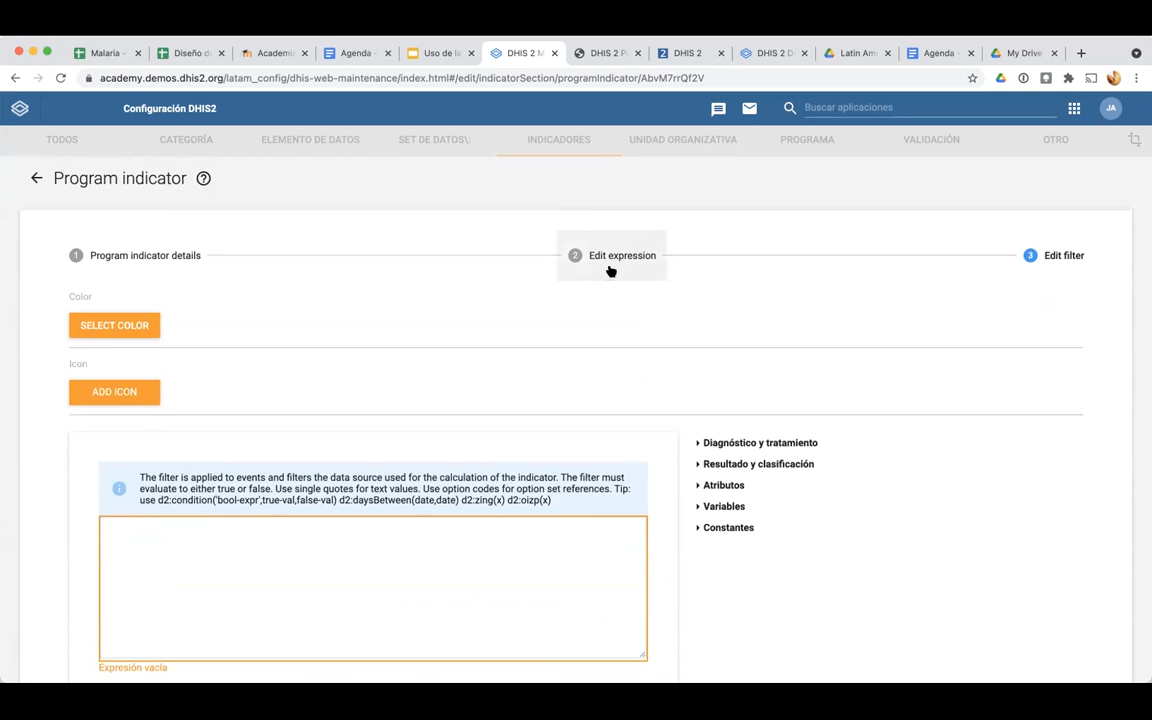 Malaria -
Diseño d
Academi
Agenda -
Uso de la
DHIS 2 M
DHIS 2 P
DHIS 2
DHIS 2 D
Latin Am
Agenda -
My Drive
academy.demos.dhis2.org/latam_config/dhis-web-maintenance/index.html#/edit/indicatorSection/programIndicator/AbvM7rrQf2V
Configuración DHIS2
Buscar aplicaciones
JA
TODOS
CATEGORÍA
ELEMENTO DE DATOS
SET DE DATOS\:
INDICADORES
UNIDAD ORGANIZATIVA
PROGRAMA
VALIDACIÓN
OTRO
Program indicator
1 Program indicator details
2 Edit expression
3 Edit filter
Color
SELECT COLOR
Icon
ADD ICON
The filter is applied to events and filters the data source used for the calculation of the indicator. The filter must
evaluate to either true or false. Use single quotes for text values. Use option codes for option set references. Tip:
use d2:condition('bool-expr',true-val,false-val) d2:daysBetween(date,date) d2:zing(x) d2:oizp(x)
Expresión vacía
Diagnóstico y tratamiento
Resultado y clasificación
Atributos
Variables
Constantes